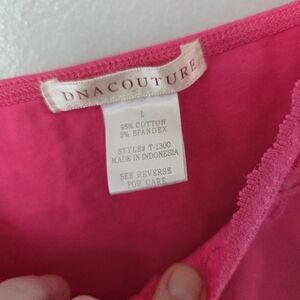 DNACOUTURE
L
95% COTTON
5% SPANDEX
STYLE# T-1300
MADE IN INDONESIA
SEE REVERSE
FOR CARE